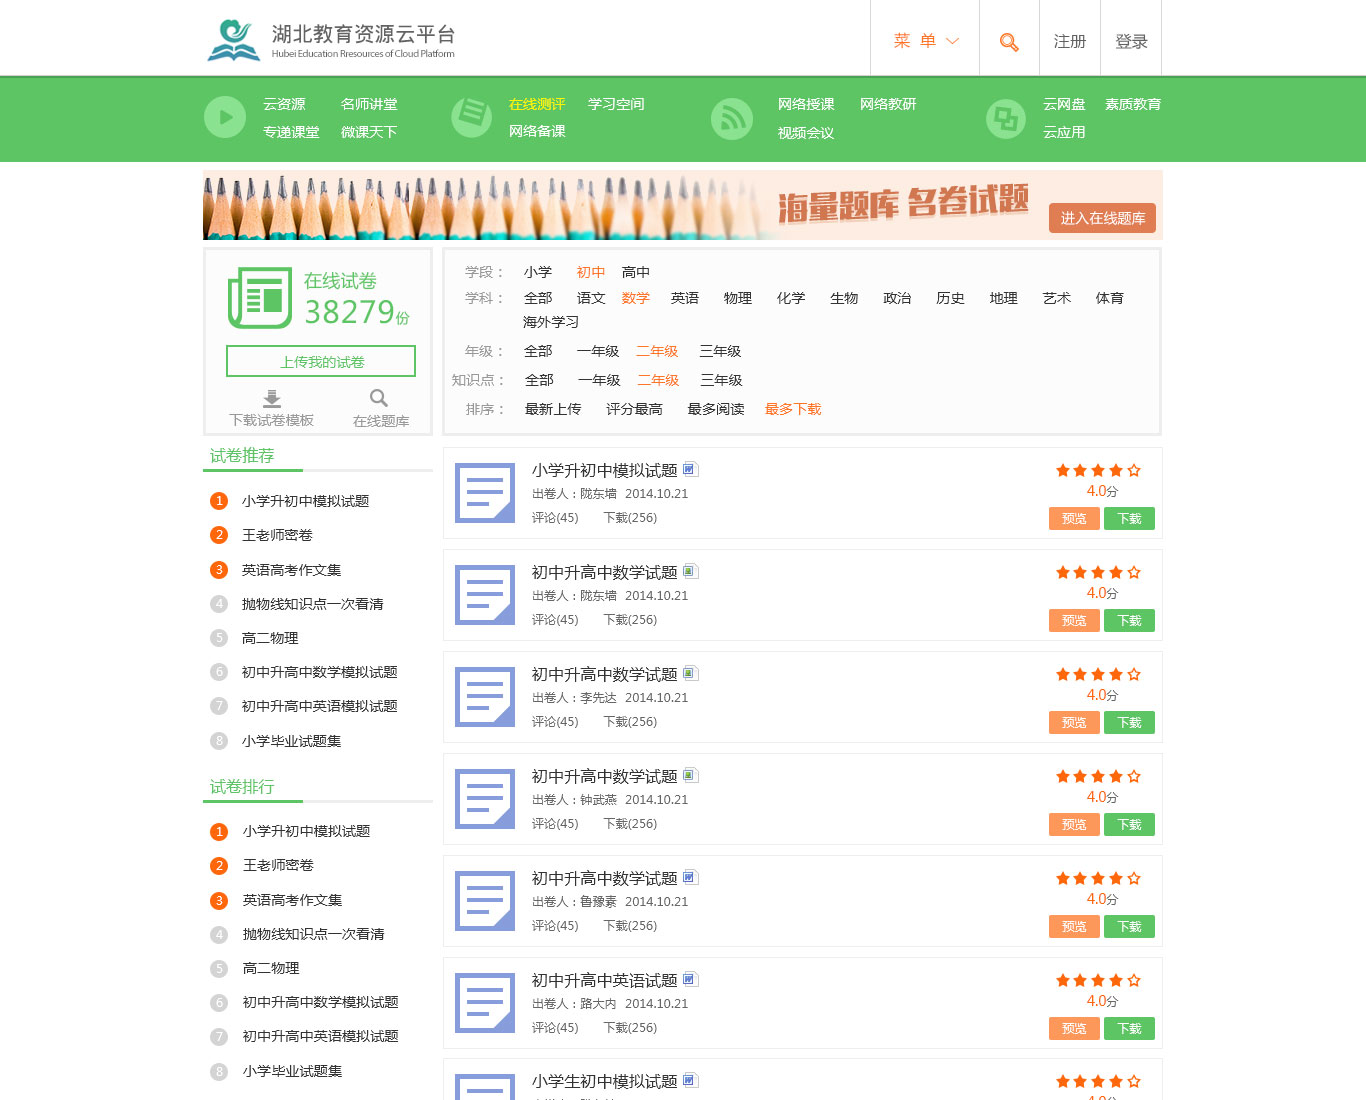 湖北教育资源云平台
Hubei Education Rresources of Cloud Platform
菜 单
注册
登录
云资源 名师讲堂
专递课堂 微课天下
在线测评 学习空间
网络备课
网络授课 网络教研
视频会议
云网盘 素质教育
云应用
海量题库 名卷试题
进入在线题库
在线试卷
38279份
上传我的试卷
下载试卷模板
在线题库
学段： 小学 初中 高中
学科： 全部 语文 数学 英语 物理 化学 生物 政治 历史 地理 艺术 体育
海外学习
年级： 全部 一年级 二年级 三年级
知识点： 全部 一年级 二年级 三年级
排序： 最新上传 评分最高 最多阅读 最多下载
试卷推荐
1 小学升初中模拟试题
2 王老师密卷
3 英语高考作文集
4 抛物线知识点一次看清
5 高二物理
6 初中升高中数学模拟试题
7 初中升高中英语模拟试题
8 小学毕业试题集
试卷排行
1 小学升初中模拟试题
2 王老师密卷
3 英语高考作文集
4 抛物线知识点一次看清
5 高二物理
6 初中升高中数学模拟试题
7 初中升高中英语模拟试题
8 小学毕业试题集
小学升初中模拟试题
出卷人：陇东墙 2014.10.21
评论(45) 下载(256)
4.0分
预览 下载
初中升高中数学试题
出卷人：陇东墙 2014.10.21
评论(45) 下载(256)
4.0分
预览 下载
初中升高中数学试题
出卷人：李先达 2014.10.21
评论(45) 下载(256)
4.0分
预览 下载
初中升高中数学试题
出卷人：钟武燕 2014.10.21
评论(45) 下载(256)
4.0分
预览 下载
初中升高中数学试题
出卷人：鲁豫素 2014.10.21
评论(45) 下载(256)
4.0分
预览 下载
初中升高中英语试题
出卷人：路大内 2014.10.21
评论(45) 下载(256)
4.0分
预览 下载
小学生初中模拟试题